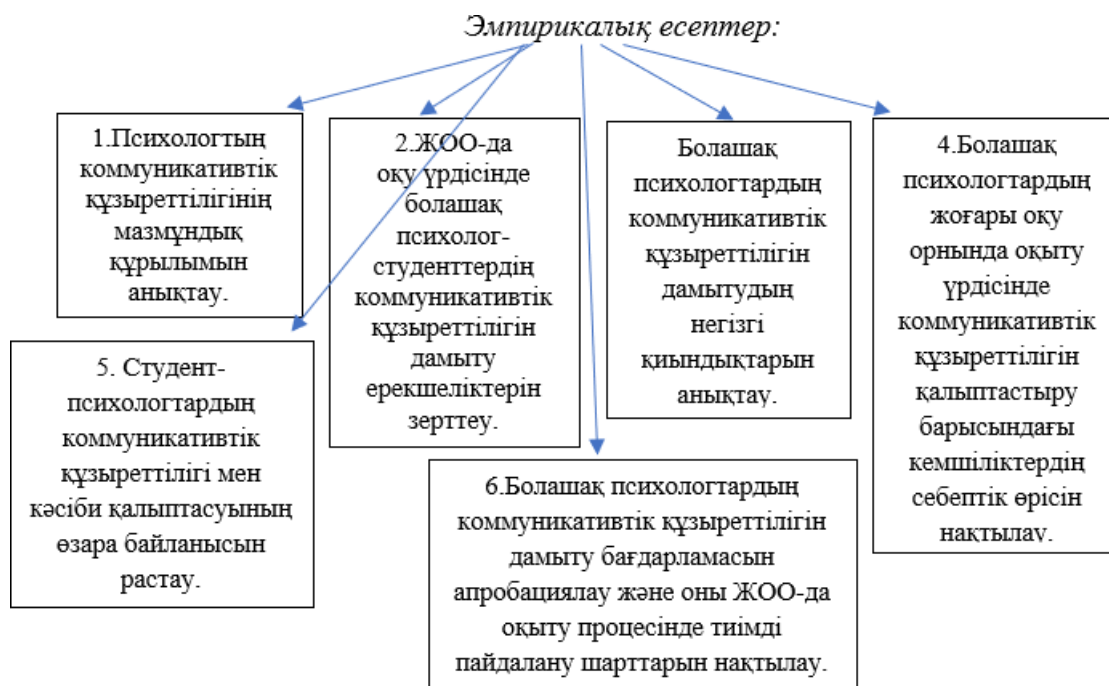 Эмпирикалық есептер:
1.Психологтың
коммуникативтік
құзыреттілігінің
мазмұндық
құрылымын
анықтау.
2.ЖОО-да
оқу үрдісінде
болашақ
психолог-
студенттердің
коммуникативтік
құзыреттілігін
дамыту
ерекшеліктерін
зерттеу.
Болашақ
психологтардың
коммуникативтік
құзыреттілігін
дамытудың
негізгі
қиындықтарын
анықтау.
4.Болашақ
психологтардың
жоғары оқу
орнында оқыту
үрдісінде
коммуникативтік
құзыреттілігін
қалыптастыру
барысындағы
кемшіліктердің
себептік өрісін
нақтылау.
5. Студент-
психологтардың
коммуникативтік
құзыреттілігі мен
кәсіби қалыптасуының
өзара байланысын
растау.
6.Болашақ психологтардың
коммуникативтік құзыреттілігін
дамыту бағдарламасын
апробациялау және оны ЖОО-да
оқыту процесінде тиімді
пайдалану шарттарын нақтылау.